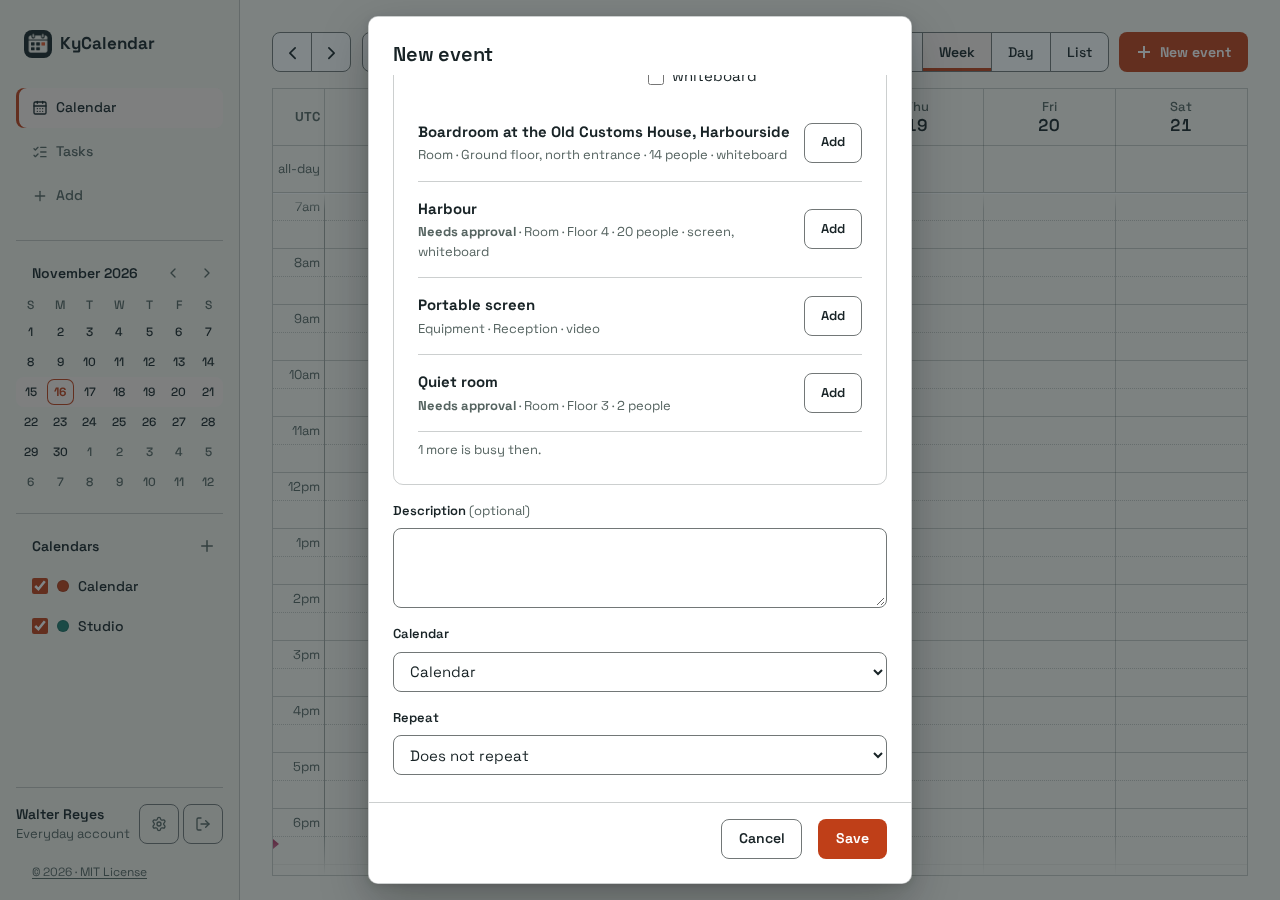 KyCalendar
Calendar
Tasks
Add
November 2026
S M T W T F S
1 2 3 4 5 6 7
8 9 10 11 12 13 14
15 16 17 18 19 20 21
22 23 24 25 26 27 28
29 30 1 2 3 4 5
6 7 8 9 10 11 12
Calendars
Calendar
Studio
Walter Reyes
Everyday account
© 2026 · MIT License
Week
Day
List
New event
UTC
Fri
20
Sat
21
all-day
7am
8am
9am
10am
11am
12pm
1pm
2pm
3pm
4pm
5pm
6pm
New event
whiteboard
Boardroom at the Old Customs House, Harbourside
Room · Ground floor, north entrance · 14 people · whiteboard
Add
Harbour
Needs approval · Room · Floor 4 · 20 people · screen,
whiteboard
Add
Portable screen
Equipment · Reception · video
Add
Quiet room
Needs approval · Room · Floor 3 · 2 people
Add
1 more is busy then.
Description (optional)
Calendar
Calendar
Repeat
Does not repeat
Cancel
Save